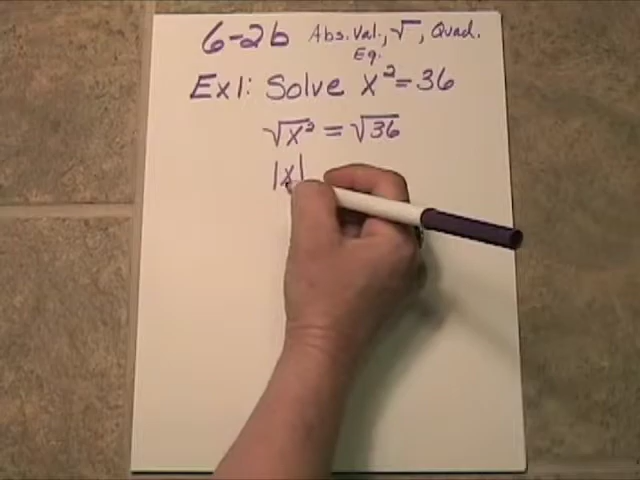 6-2b Abs. Val., √, Quad.
Eq.
Ex1: Solve x² = 36
√x² = √36
|x|